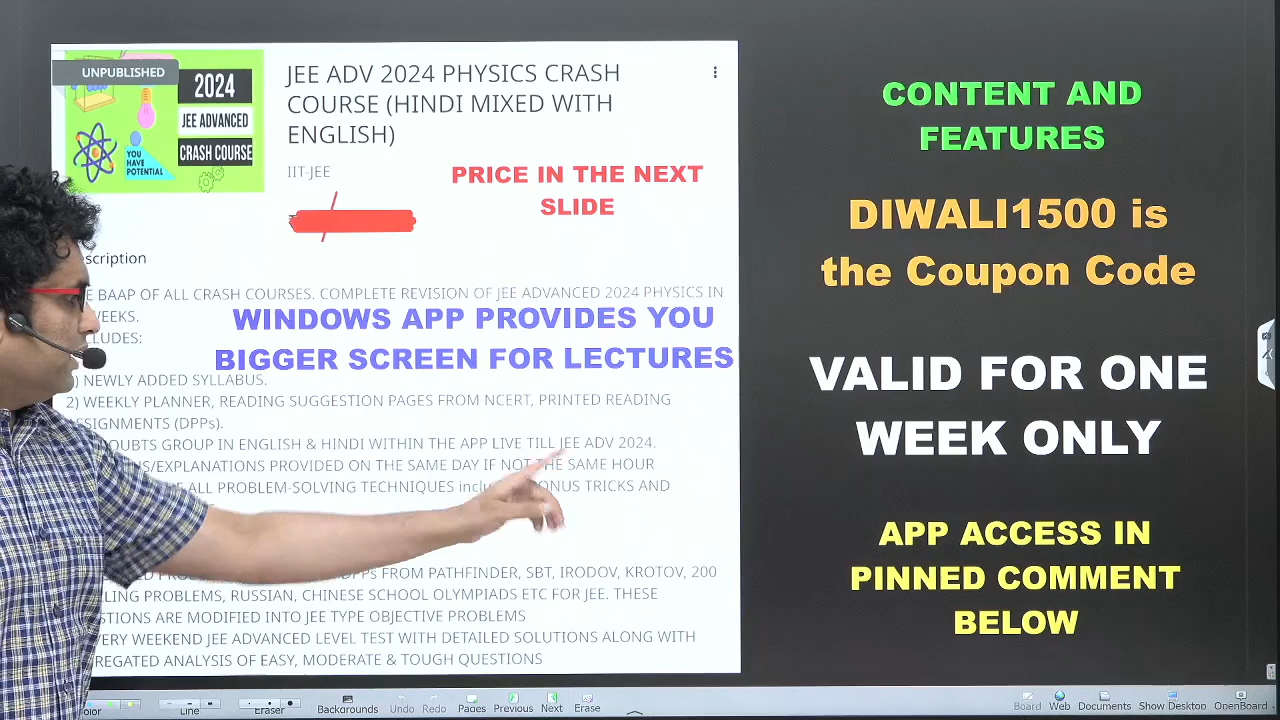 UNPUBLISHED
2024
JEE ADVANCED
CRASH COURSE
YOU
HAVE
POTENTIAL
JEE ADV 2024 PHYSICS CRASH
COURSE (HINDI MIXED WITH
ENGLISH)
IIT-JEE
PRICE IN THE NEXT
SLIDE
scription
BAAP OF ALL CRASH COURSES. COMPLETE REVISION OF JEE ADVANCED 2024 PHYSICS IN
WEEKS.
WINDOWS APP PROVIDES YOU
BIGGER SCREEN FOR LECTURES
) NEWLY ADDED SYLLABUS.
2) WEEKLY PLANNER, READING SUGGESTION PAGES FROM NCERT, PRINTED READING
SSIGNMENTS (DPPs).
OUBTS GROUP IN ENGLISH & HINDI WITHIN THE APP LIVE TILL JEE ADV 2024.
/EXPLANATIONS PROVIDED ON THE SAME DAY IF NOT THE SAME HOUR
ALL PROBLEM-SOLVING TECHNIQUES BONUS TRICKS AND
DPPs FROM PATHFINDER, SBT, IRODOV, KROTOV, 200
LING PROBLEMS, RUSSIAN, CHINESE SCHOOL OLYMPIADS ETC FOR JEE. THESE
STIONS ARE MODIFIED INTO JEE TYPE OBJECTIVE PROBLEMS
VERY WEEKEND JEE ADVANCED LEVEL TEST WITH DETAILED SOLUTIONS ALONG WITH
REGATED ANALYSIS OF EASY, MODERATE & TOUGH QUESTIONS
CONTENT AND
FEATURES
DIWALI1500 is
the Coupon Code
VALID FOR ONE
WEEK ONLY
APP ACCESS IN
PINNED COMMENT
BELOW
olor Line Eraser Backgrounds Undo Redo Pages Previous Next Erase Board Web Documents Show Desktop OpenBoard